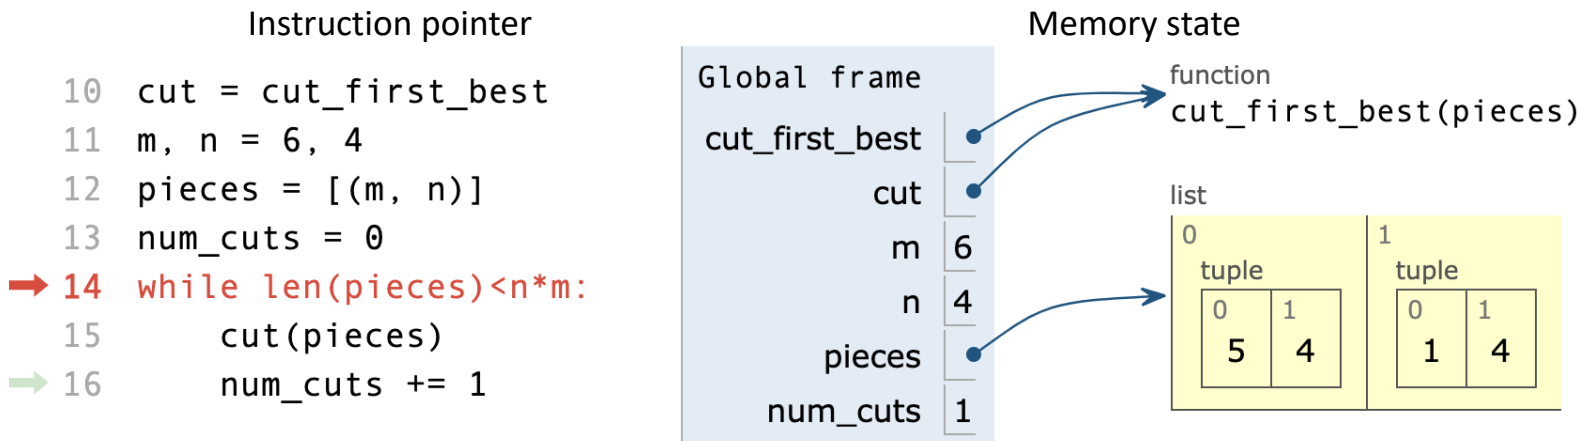 Instruction pointer
10 cut = cut_first_best
11 m, n = 6, 4
12 pieces = [(m, n)]
13 num_cuts = 0
14 while len(pieces)<n*m:
15 cut(pieces)
16 num_cuts += 1
Memory state
Global frame
cut_first_best
cut
m 6
n 4
pieces
num_cuts 1
function
cut_first_best(pieces)
list
0 1
tuple tuple
0 1 0 1
5 4 1 4